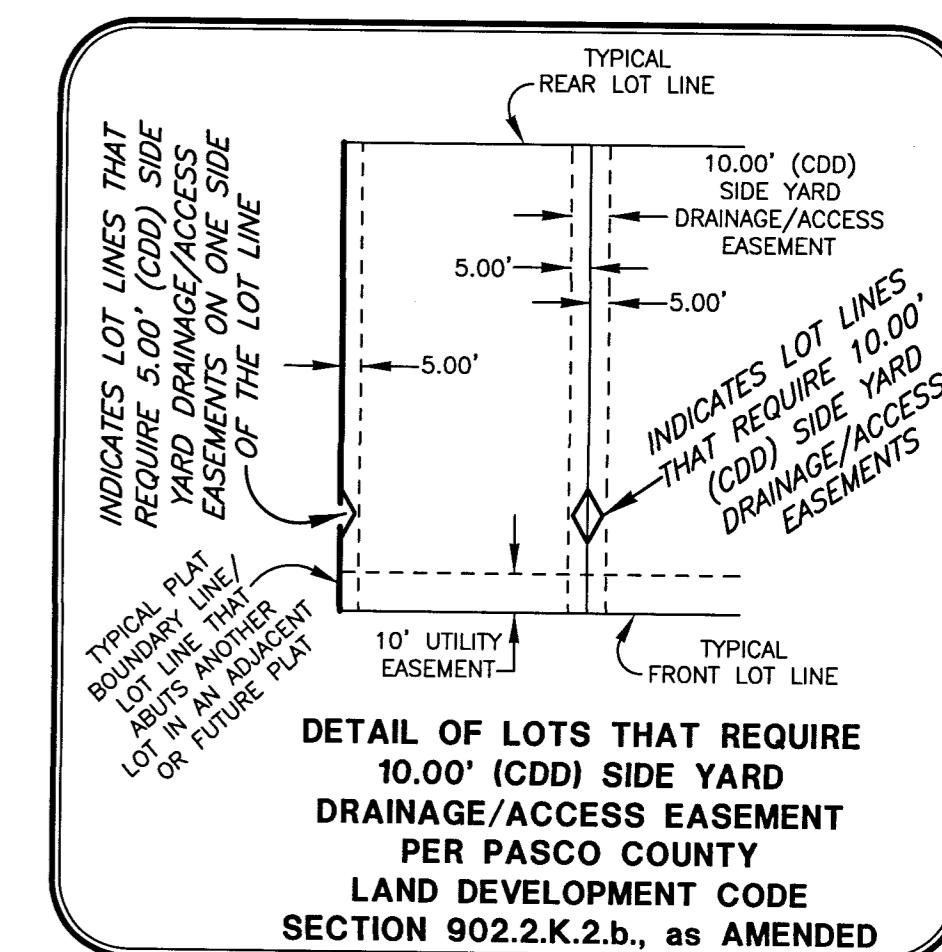 TYPICAL
REAR LOT LINE
INDICATES LOT LINES THAT
REQUIRE 5.00' (CDD) SIDE
YARD DRAINAGE/ACCESS
EASEMENTS ON ONE SIDE
OF THE LOT LINE
10.00' (CDD)
SIDE YARD
DRAINAGE/ACCESS
EASEMENT
5.00'
5.00'
5.00'
INDICATES LOT LINES
THAT REQUIRE 10.00'
(CDD) SIDE YARD
DRAINAGE/ACCESS
EASEMENTS
TYPICAL PLAT
BOUNDARY LINE/
LOT LINE THAT
ABUTS ANOTHER
LOT IN AN ADJACENT
OR FUTURE PLAT
10' UTILITY
EASEMENT
TYPICAL
FRONT LOT LINE
DETAIL OF LOTS THAT REQUIRE
10.00' (CDD) SIDE YARD
DRAINAGE/ACCESS EASEMENT
PER PASCO COUNTY
LAND DEVELOPMENT CODE
SECTION 902.2.K.2.b., as AMENDED